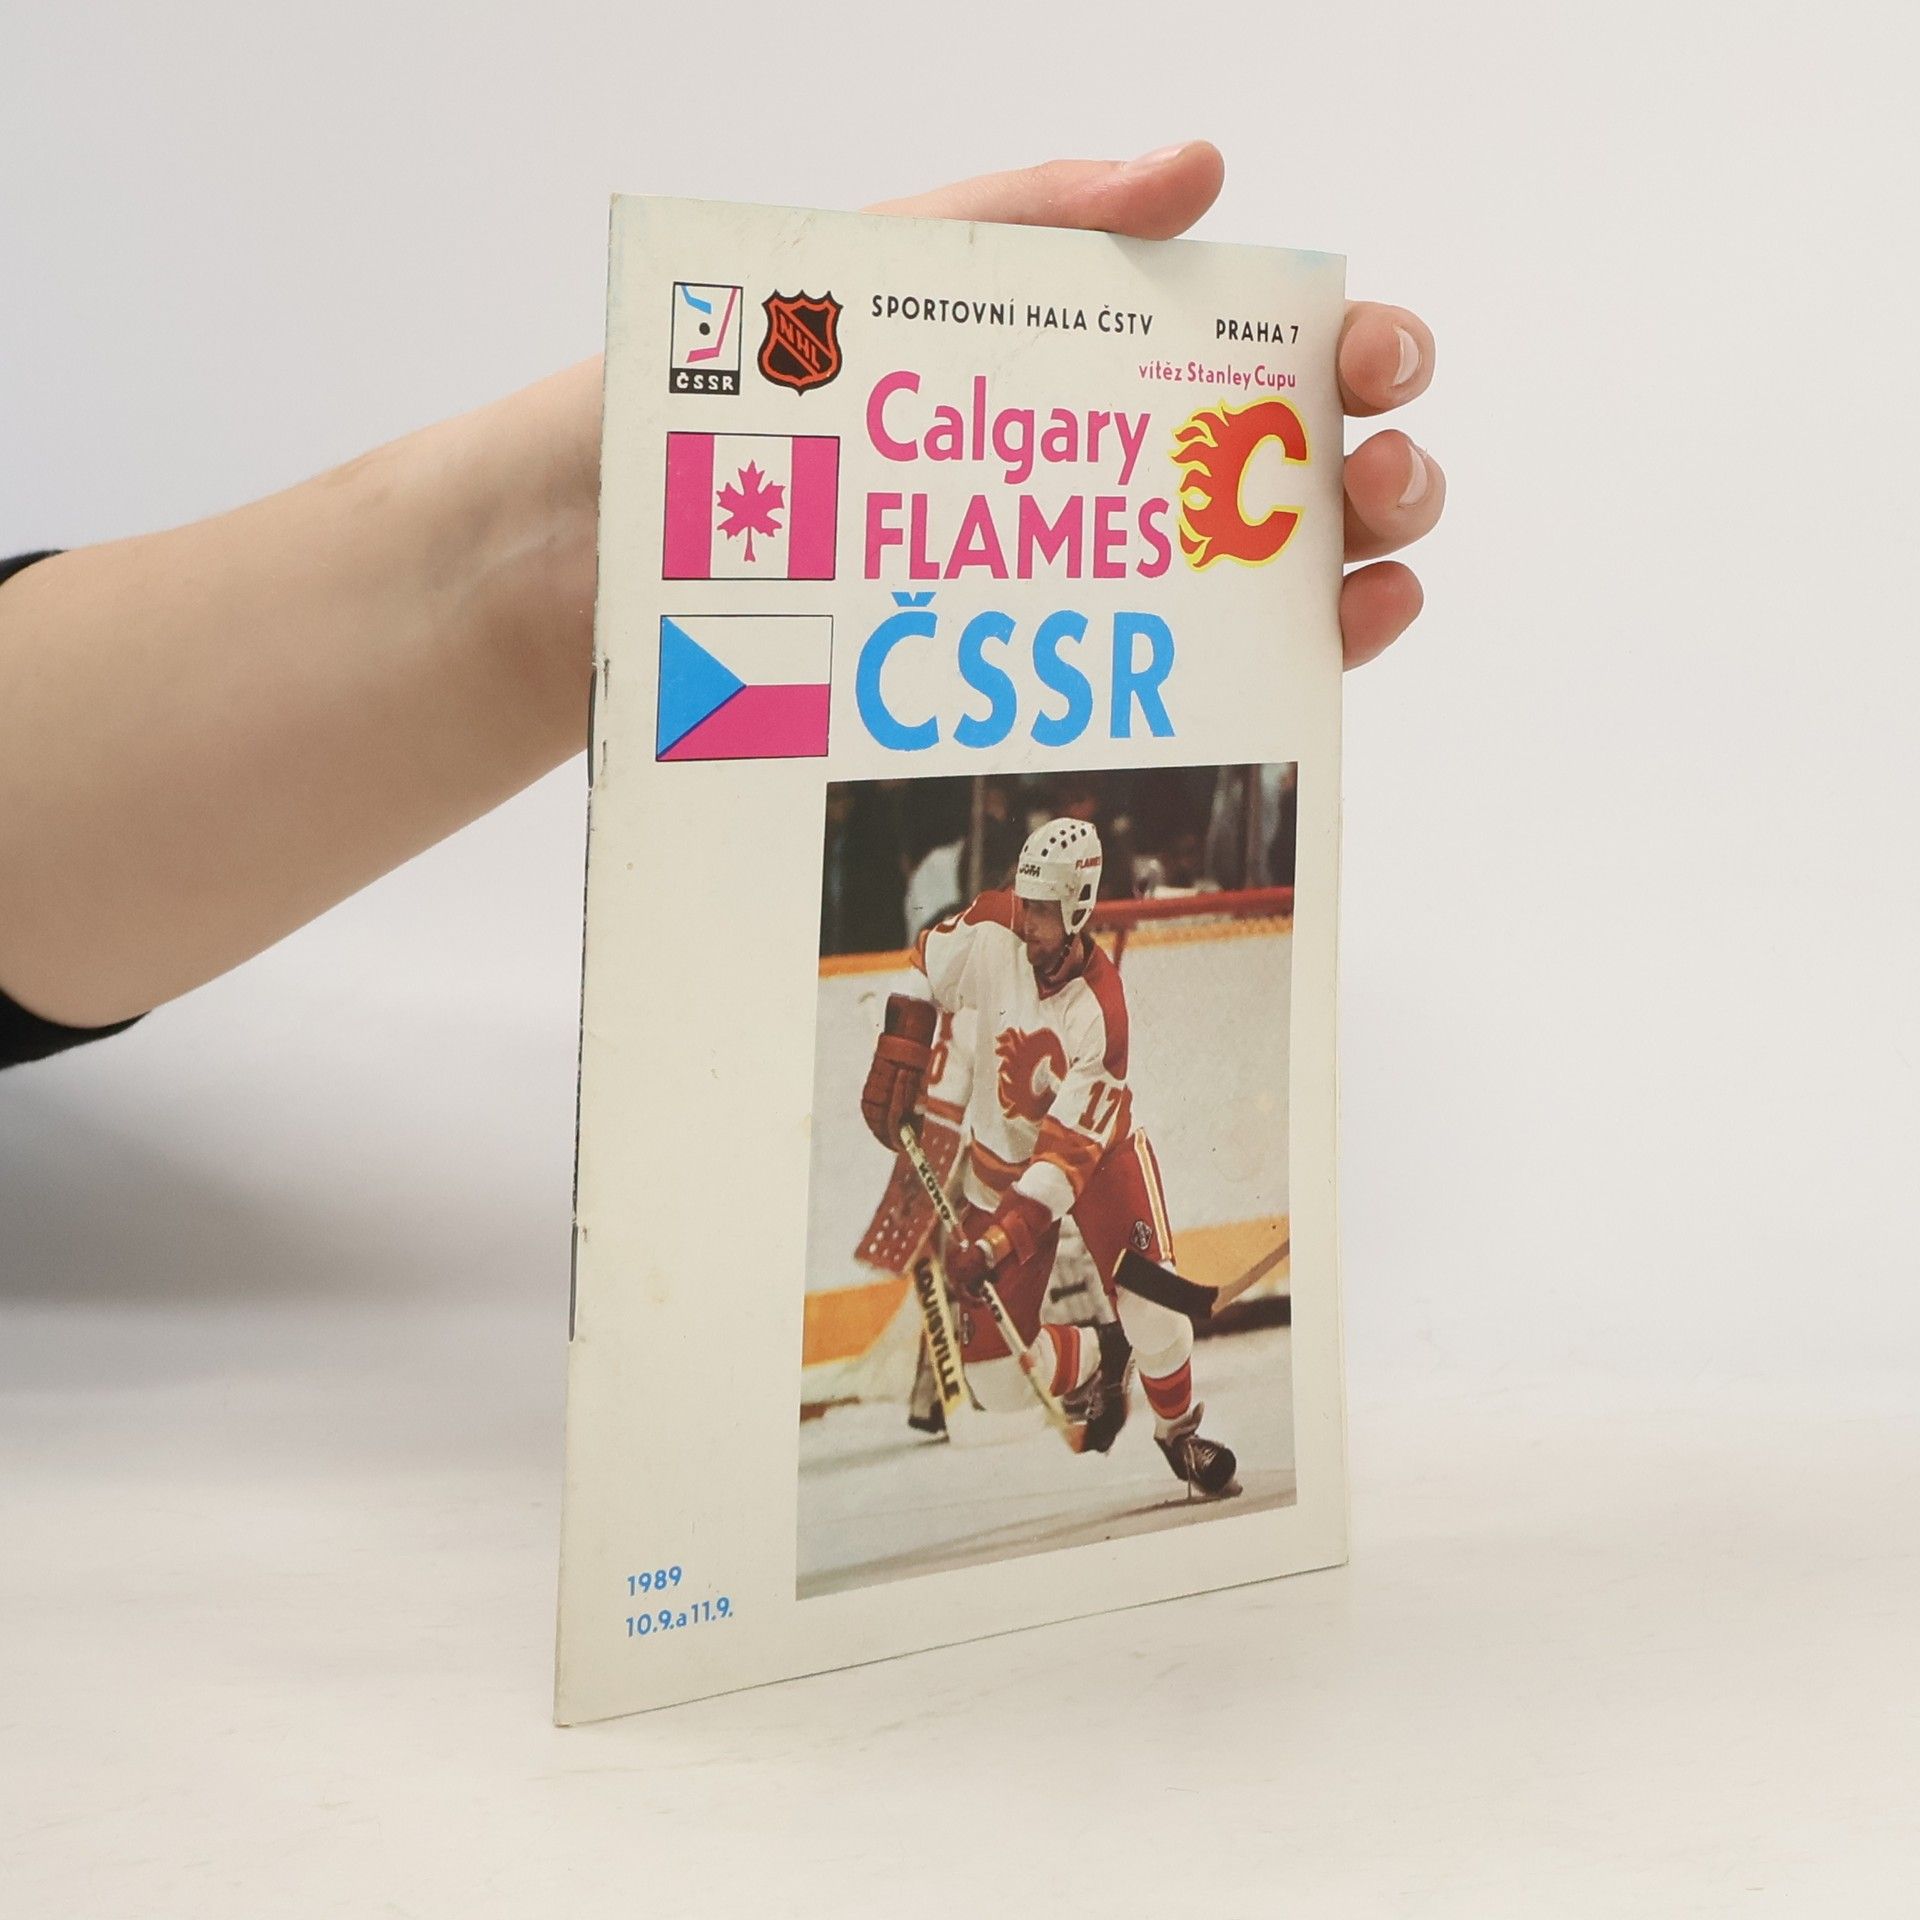 SPORTOVNÍ HALA ČSTV PRAHA 7
ČSSR
NHL
vítěz Stanley Cupu
Calgary
FLAMES
C
ČSSR
FLAMES
JOFA
C
17
KOHO
LOUISVILLE
1989
10.9.a 11.9.